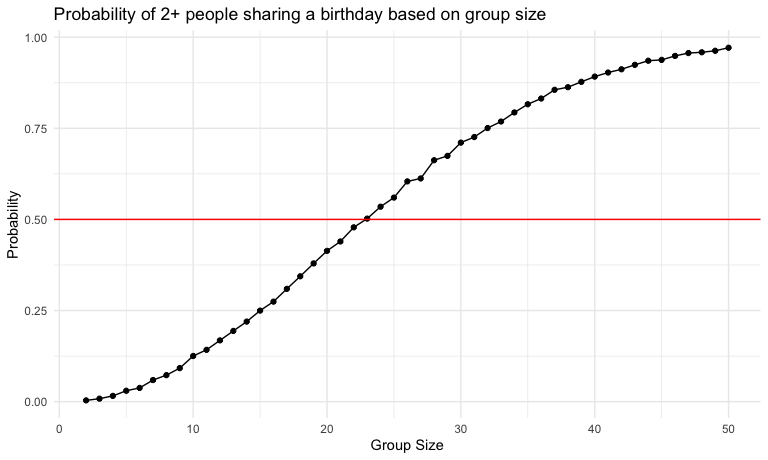 Probability of 2+ people sharing a birthday based on group size
1.00
0.75
0.50
0.25
0.00
Probability
0 10 20 30 40 50
Group Size